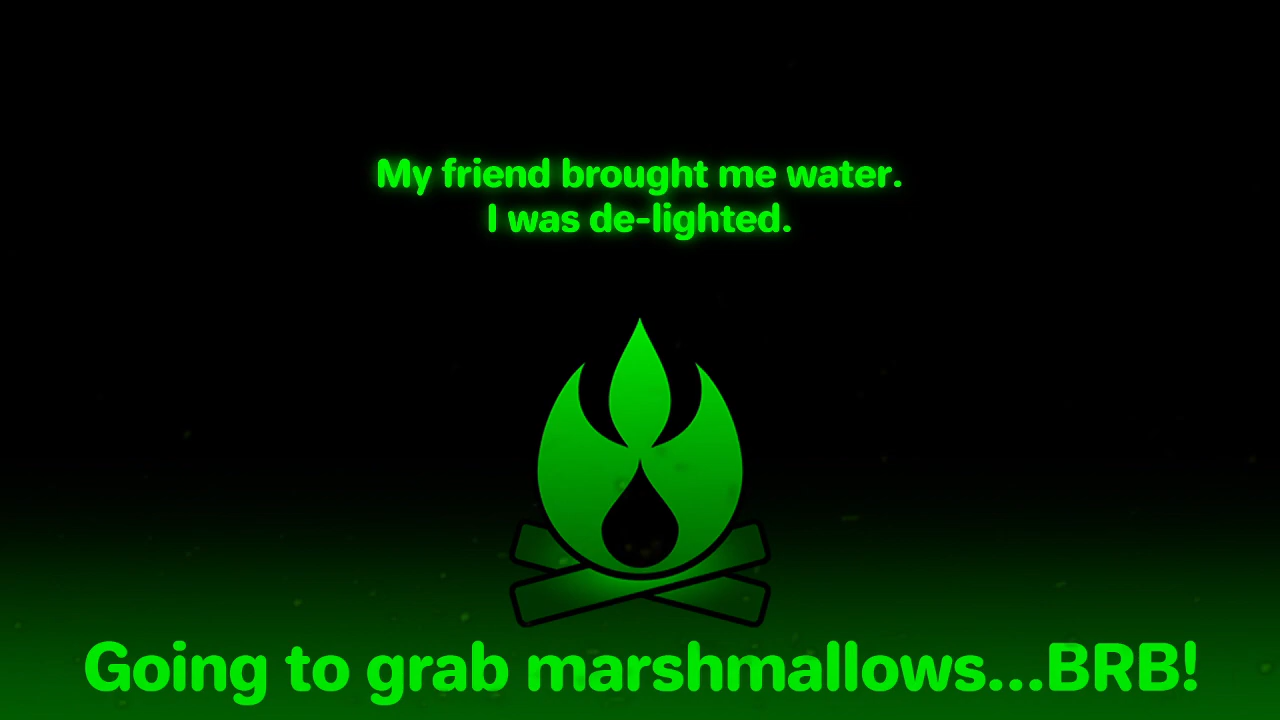 My friend brought me water.
I was de-lighted.
Going to grab marshmallows...BRB!